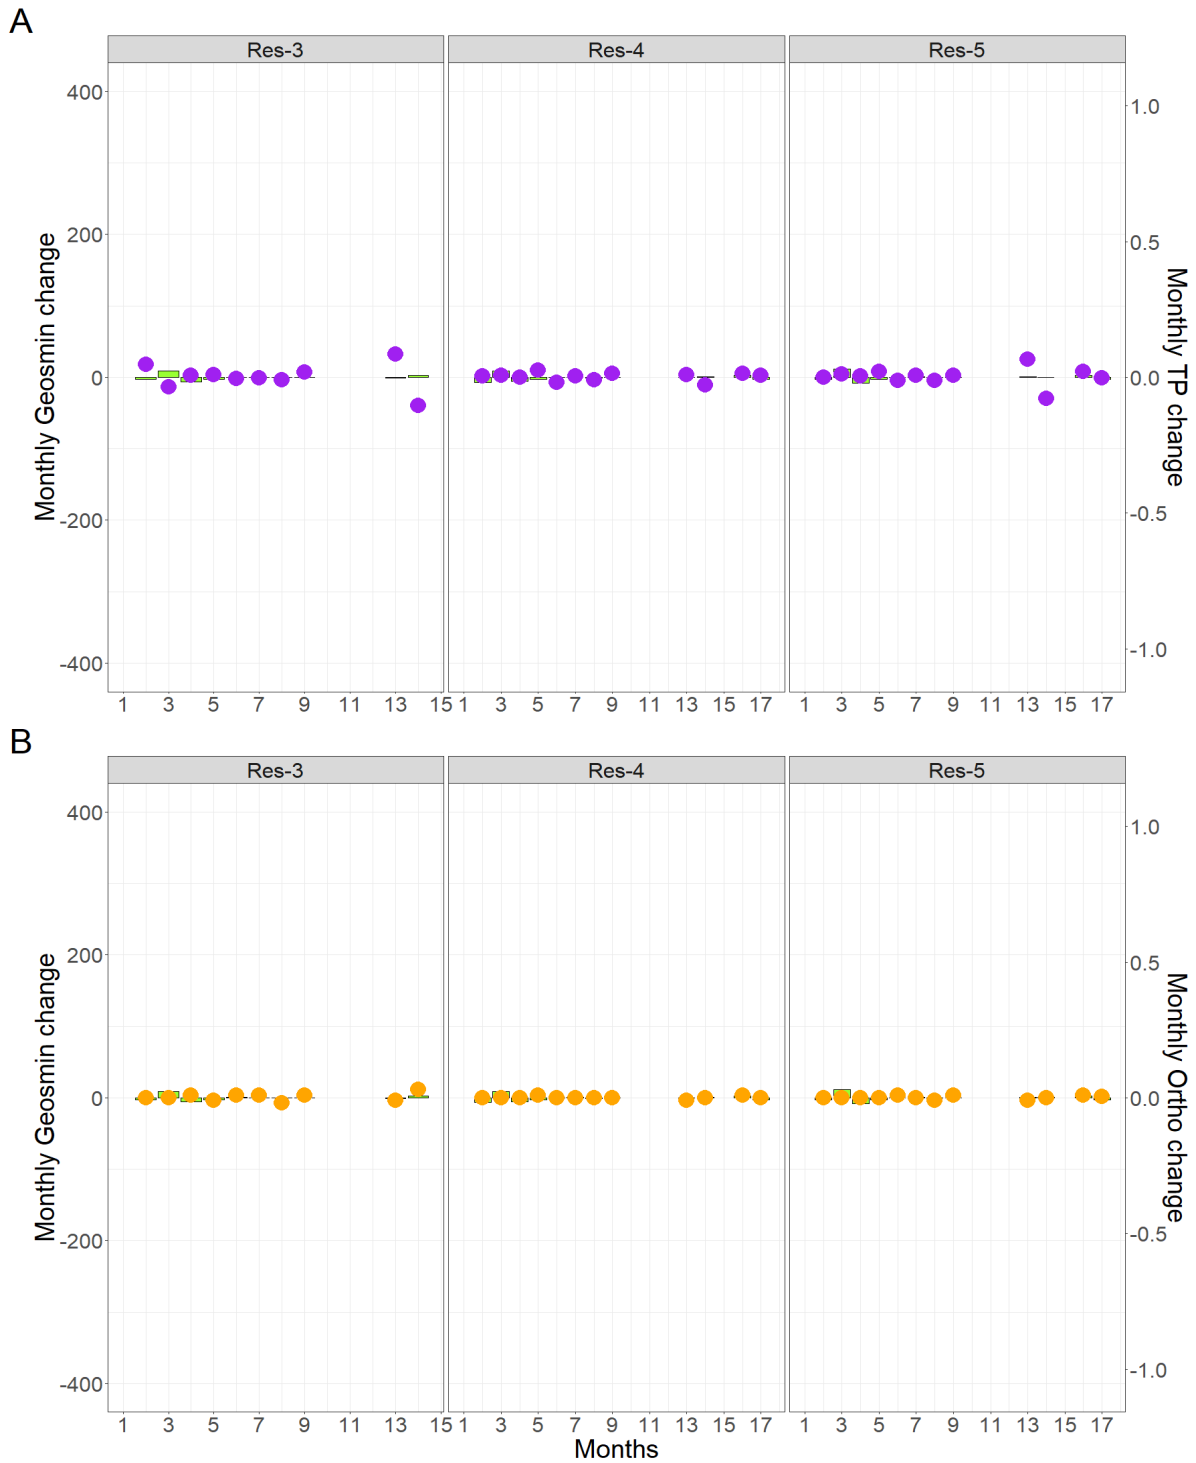 A
Res-3 Res-4 Res-5
400
200
0
-200
-400
Monthly Geosmin change
1.0
0.5
0.0
-0.5
-1.0
Monthly TP change
1 3 5 7 9 11 13 15 1 3 5 7 9 11 13 15 17 1 3 5 7 9 11 13 15 17
B
Res-3 Res-4 Res-5
400
200
0
-200
-400
Monthly Geosmin change
1.0
0.5
0.0
-0.5
-1.0
Monthly Ortho change
1 3 5 7 9 11 13 15 1 3 5 7 9 11 13 15 17 1 3 5 7 9 11 13 15 17
Months